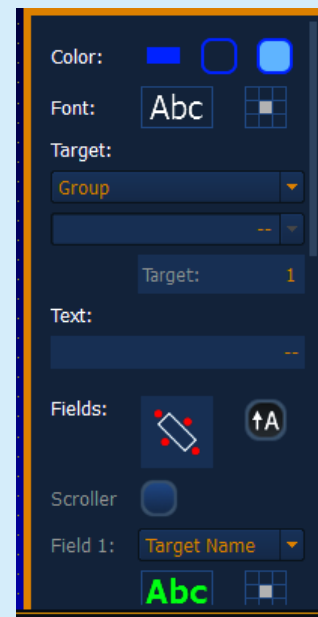 Color:
Font: Abc
Target:
Group
--
Target: 1
Text:
--
Fields: A
Scroller
Field 1: Target Name
Abc